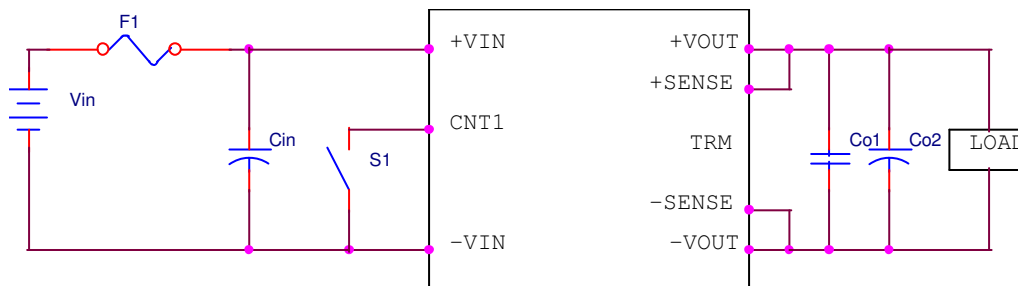 F1
+VIN
+VOUT
+SENSE
Vin
CNT1
Cin
S1
TRM
Co1
Co2
LOAD
-SENSE
-VIN
-VOUT